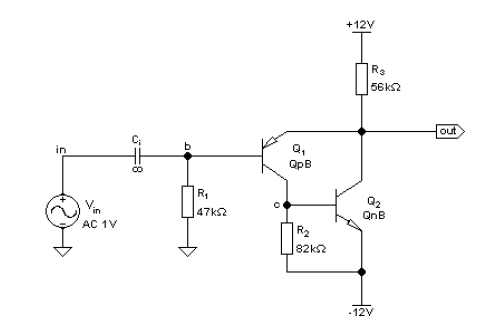 +12V
R3
56kΩ
out
in
Ci
∞
b
Q1
QpB
Vin
AC 1V
R1
47kΩ
c
Q2
QnB
R2
82kΩ
-12V